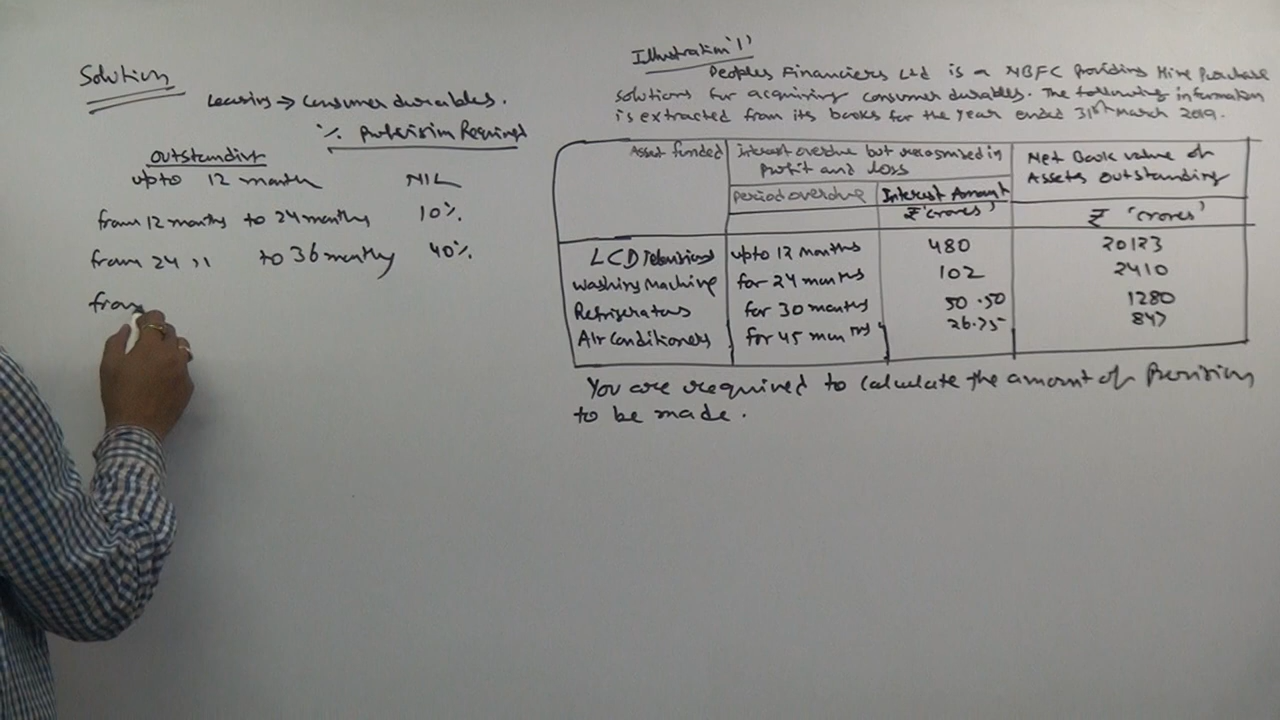 Solution
Leasing → Consumer durables.
% Provision Required
Outstanding
upto 12 month NIL
from 12 months to 24 months 10%.
from 24 " to 36 months 40%.
from
Illustration '1'
Peoples Financiers Ltd is a NBFC providing Hire Purchase
solutions for acquiring consumer durables. The following information
is extracted from its books for the year ended 31st March 2019.
Asset funded Interest overdue but recognised in Profit and Loss Net Book value of Assets outstanding
Period overdue Interest Amount
₹ 'crores' ₹ 'crores'
LCD Televisions upto 12 months 480 20123
Washing Machine for 24 months 102 2410
Refrigerators for 30 months 50.50 1280
Air Conditioners for 45 months 26.75 847
You are required to calculate the amount of Provision
to be made.